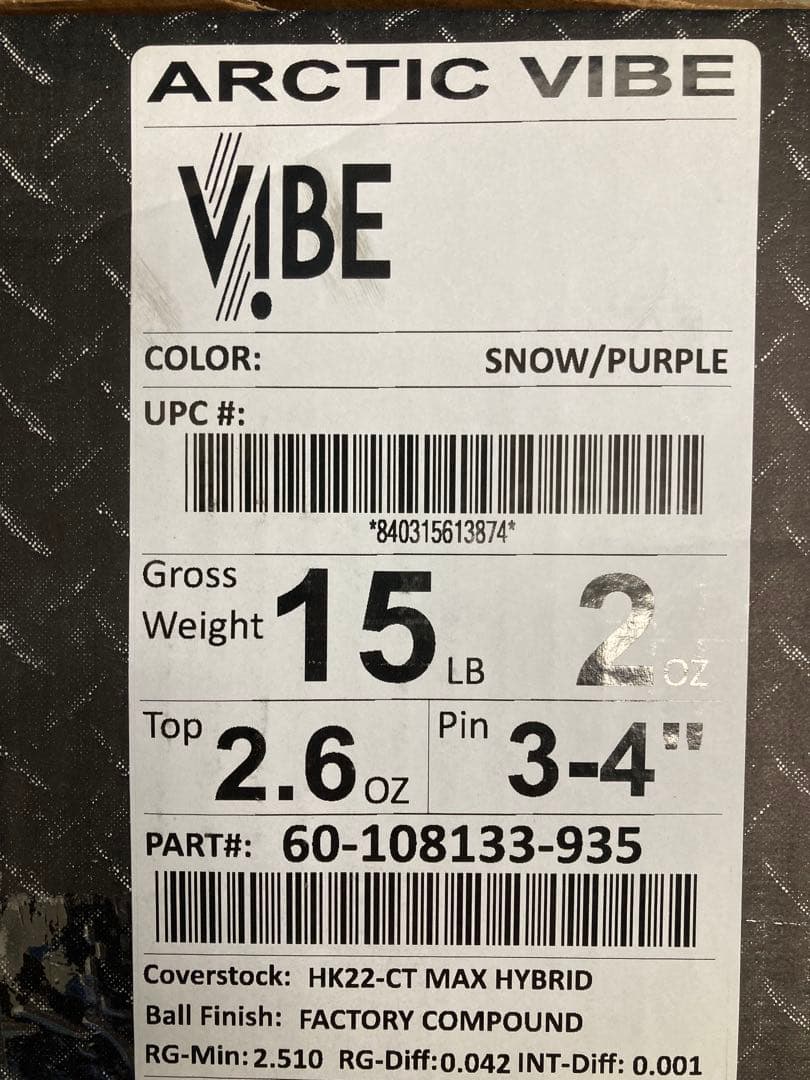 ARCTIC VIBE
VIBE
COLOR: SNOW/PURPLE
UPC #:
*840315613874*
Gross Weight 15 LB 2 OZ
Top 2.6 OZ Pin 3-4"
PART#: 60-108133-935
Coverstock: HK22-CT MAX HYBRID
Ball Finish: FACTORY COMPOUND
RG-Min: 2.510 RG-Diff: 0.042 INT-Diff: 0.001